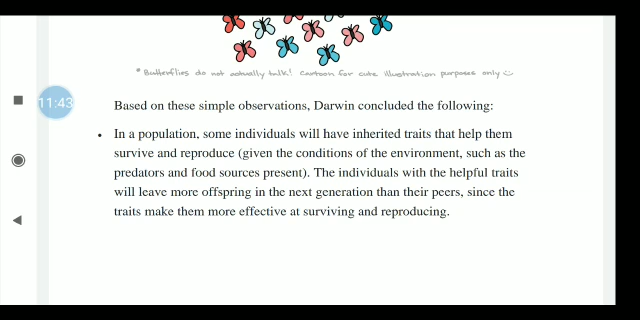 * Butterflies do not actually talk! Cartoon for cute illustration purposes only
11:43
Based on these simple observations, Darwin concluded the following:
• In a population, some individuals will have inherited traits that help them
survive and reproduce (given the conditions of the environment, such as the
predators and food sources present). The individuals with the helpful traits
will leave more offspring in the next generation than their peers, since the
traits make them more effective at surviving and reproducing.